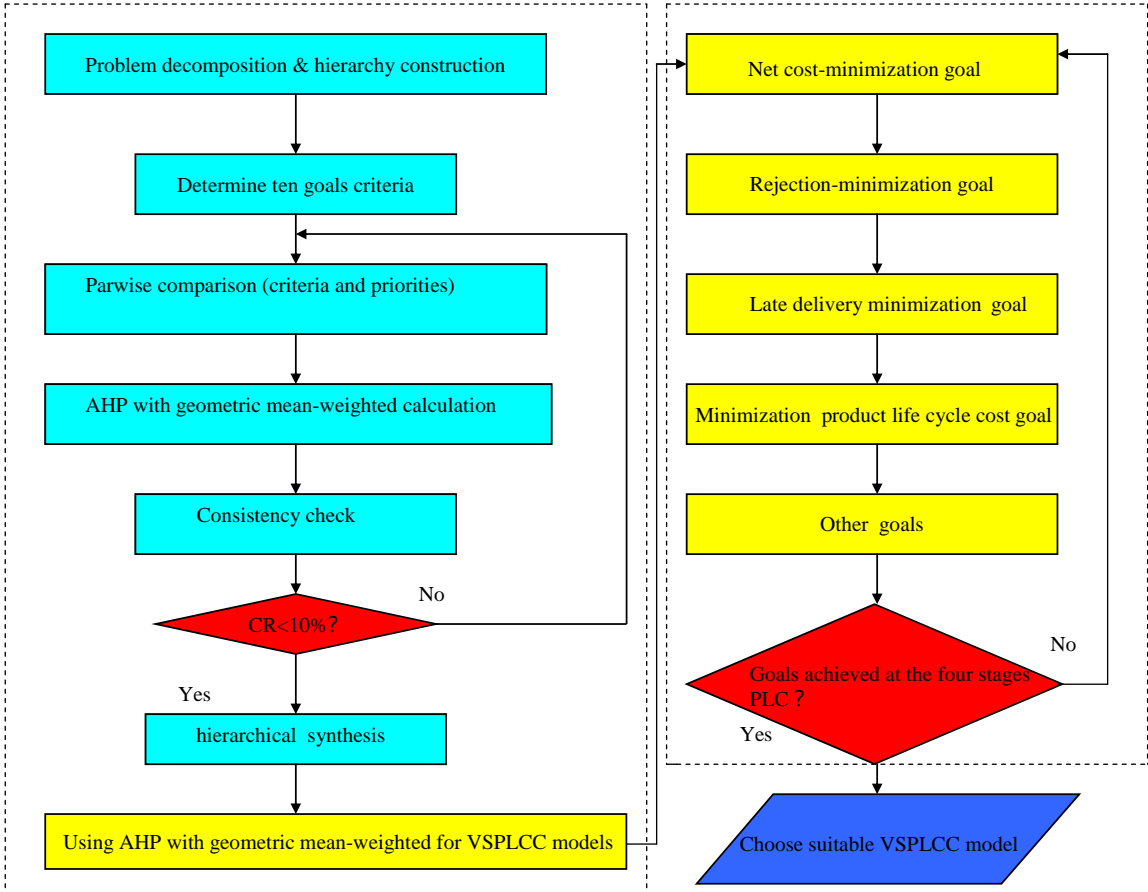 Problem decomposition & hierarchy construction
Determine ten goals criteria
Parwise comparison (criteria and priorities)
AHP with geometric mean-weighted calculation
Consistency check
No
CR<10%?
Yes
hierarchical synthesis
Using AHP with geometric mean-weighted for VSPLCC models
Net cost-minimization goal
Rejection-minimization goal
Late delivery minimization goal
Minimization product life cycle cost goal
Other goals
No
Goals achieved at the four stages
PLC?
Yes
Choose suitable VSPLCC model